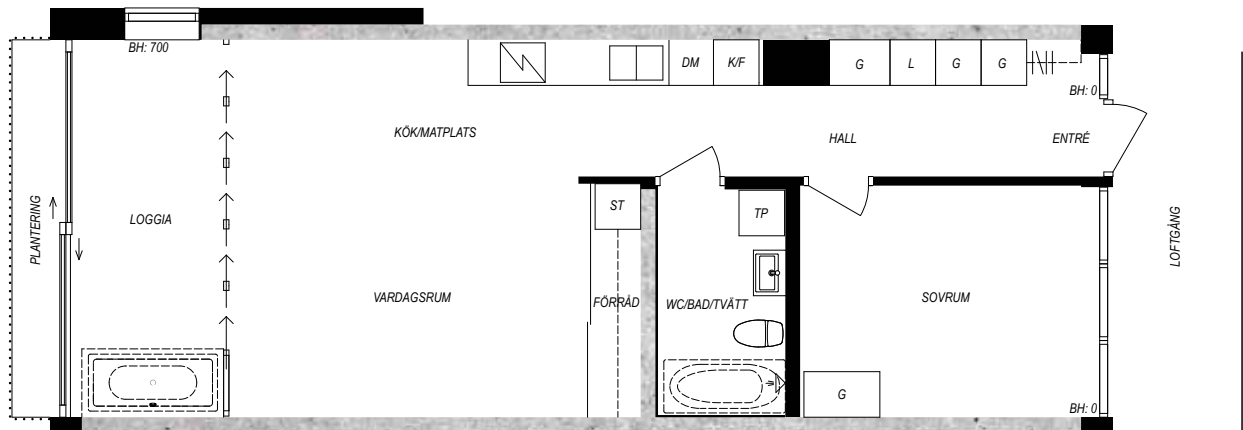 BH: 700
DM
K/F
G
L
G
G
BH: 0
KÖK/MATPLATS
HALL
ENTRÉ
PLANTERING
LOGGIA
ST
TP
LOFTGÅNG
VARDAGSRUM
FÖRRÅD
WC/BAD/TVÄTT
SOVRUM
G
BH: 0